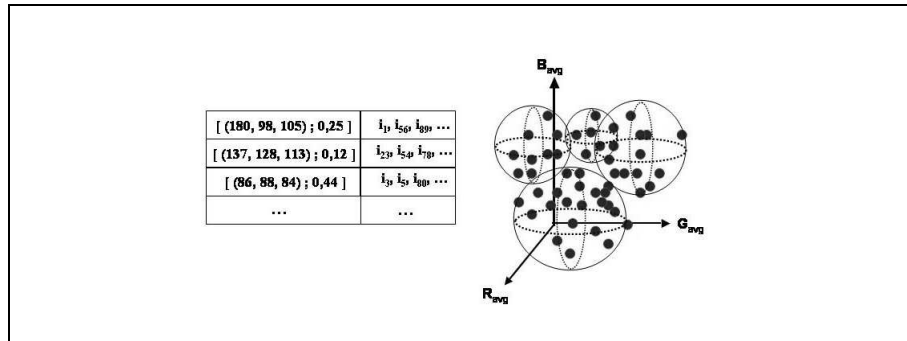 [ (180, 98, 105) ; 0,25 ] i1, i56, i89, ...
[ (137, 128, 113) ; 0,12 ] i23, i54, i78, ...
[ (86, 88, 84) ; 0,44 ] i3, i5, i80, ...
... ...
Bavg
Gavg
Ravg